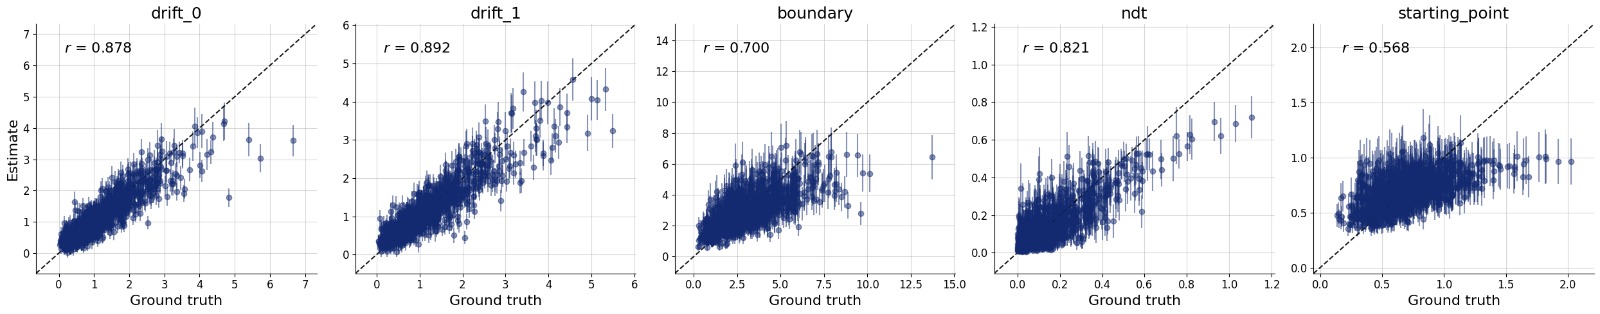 drift_0
drift_1
boundary
ndt
starting_point
r = 0.878
r = 0.892
r = 0.700
r = 0.821
r = 0.568
Estimate
7
6
5
4
3
2
1
0
0 1 2 3 4 5 6 7
Ground truth
6
5
4
3
2
1
0
0 1 2 3 4 5 6
Ground truth
14
12
10
8
6
4
2
0
0.0 2.5 5.0 7.5 10.0 12.5 15.0
Ground truth
1.2
1.0
0.8
0.6
0.4
0.2
0.0
0.0 0.2 0.4 0.6 0.8 1.0 1.2
Ground truth
2.0
1.5
1.0
0.5
0.0
0.0 0.5 1.0 1.5 2.0
Ground truth